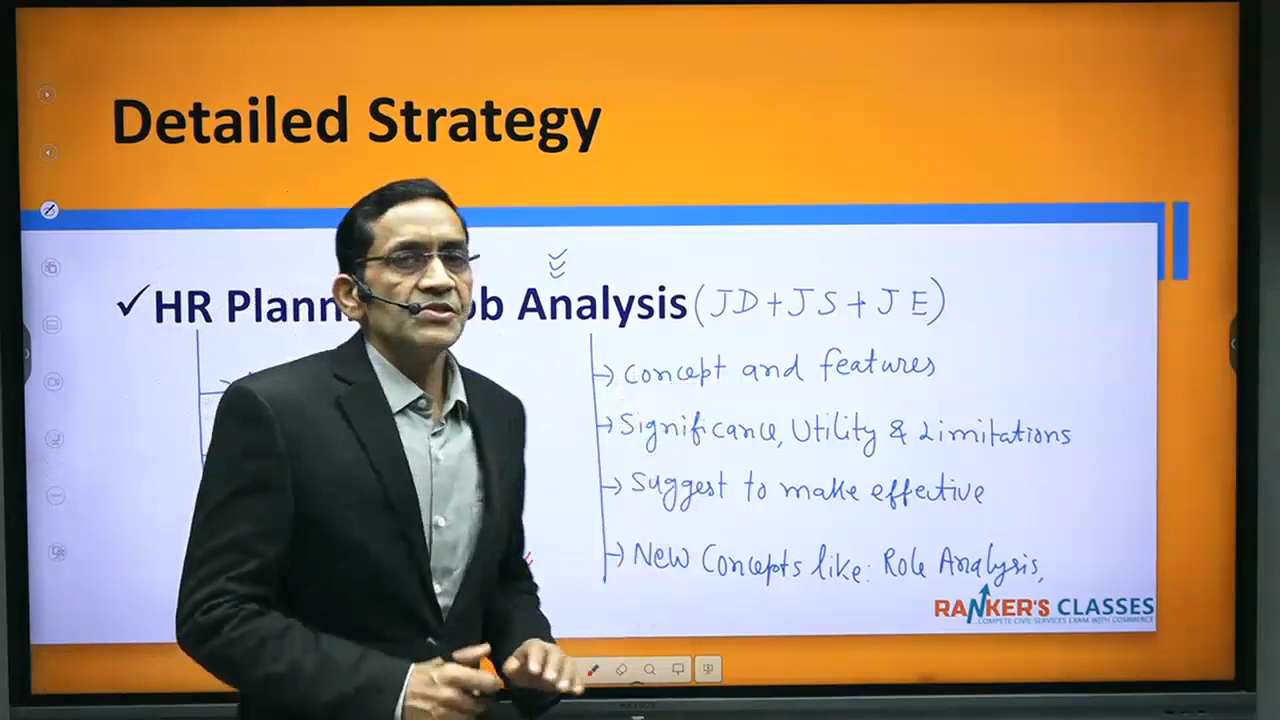 Detailed Strategy
✓HR Plann ob Analysis (JD+JS+JE)
→ Concept and features
→ Significance, Utility & Limitations
→ Suggest to make effective
→ New Concepts like: Role Analysis,
RANKER'S CLASSES
COMPETE CIVIL SERVICES EXAM WITH COMMERCE